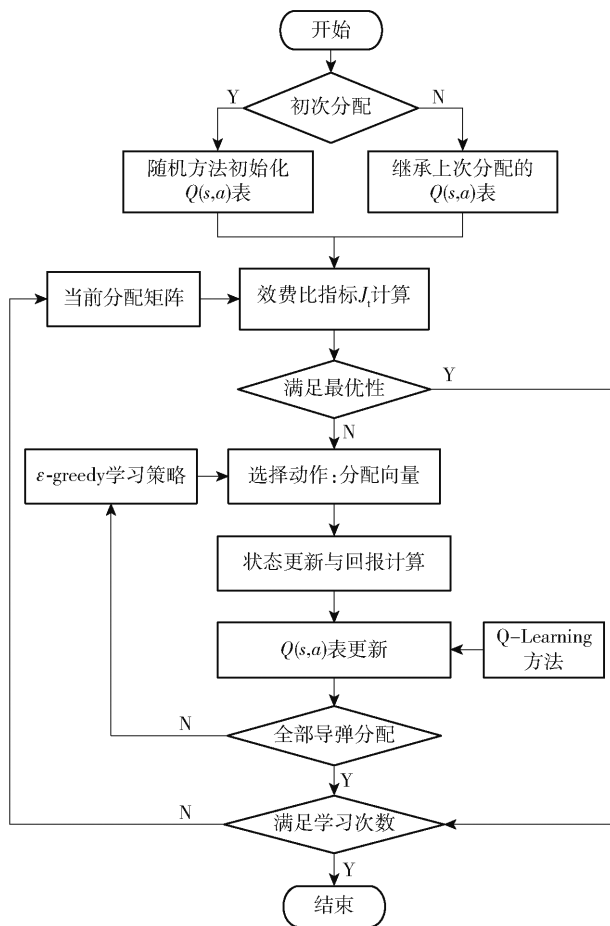 开始
Y
初次分配
N
随机方法初始化
Q(s,a)表
继承上次分配的
Q(s,a)表
当前分配矩阵
效费比指标Jt计算
满足最优性
Y
N
ε-greedy学习策略
选择动作:分配向量
状态更新与回报计算
Q(s,a)表更新
Q-Learning
方法
N
全部导弹分配
Y
N
满足学习次数
Y
结束